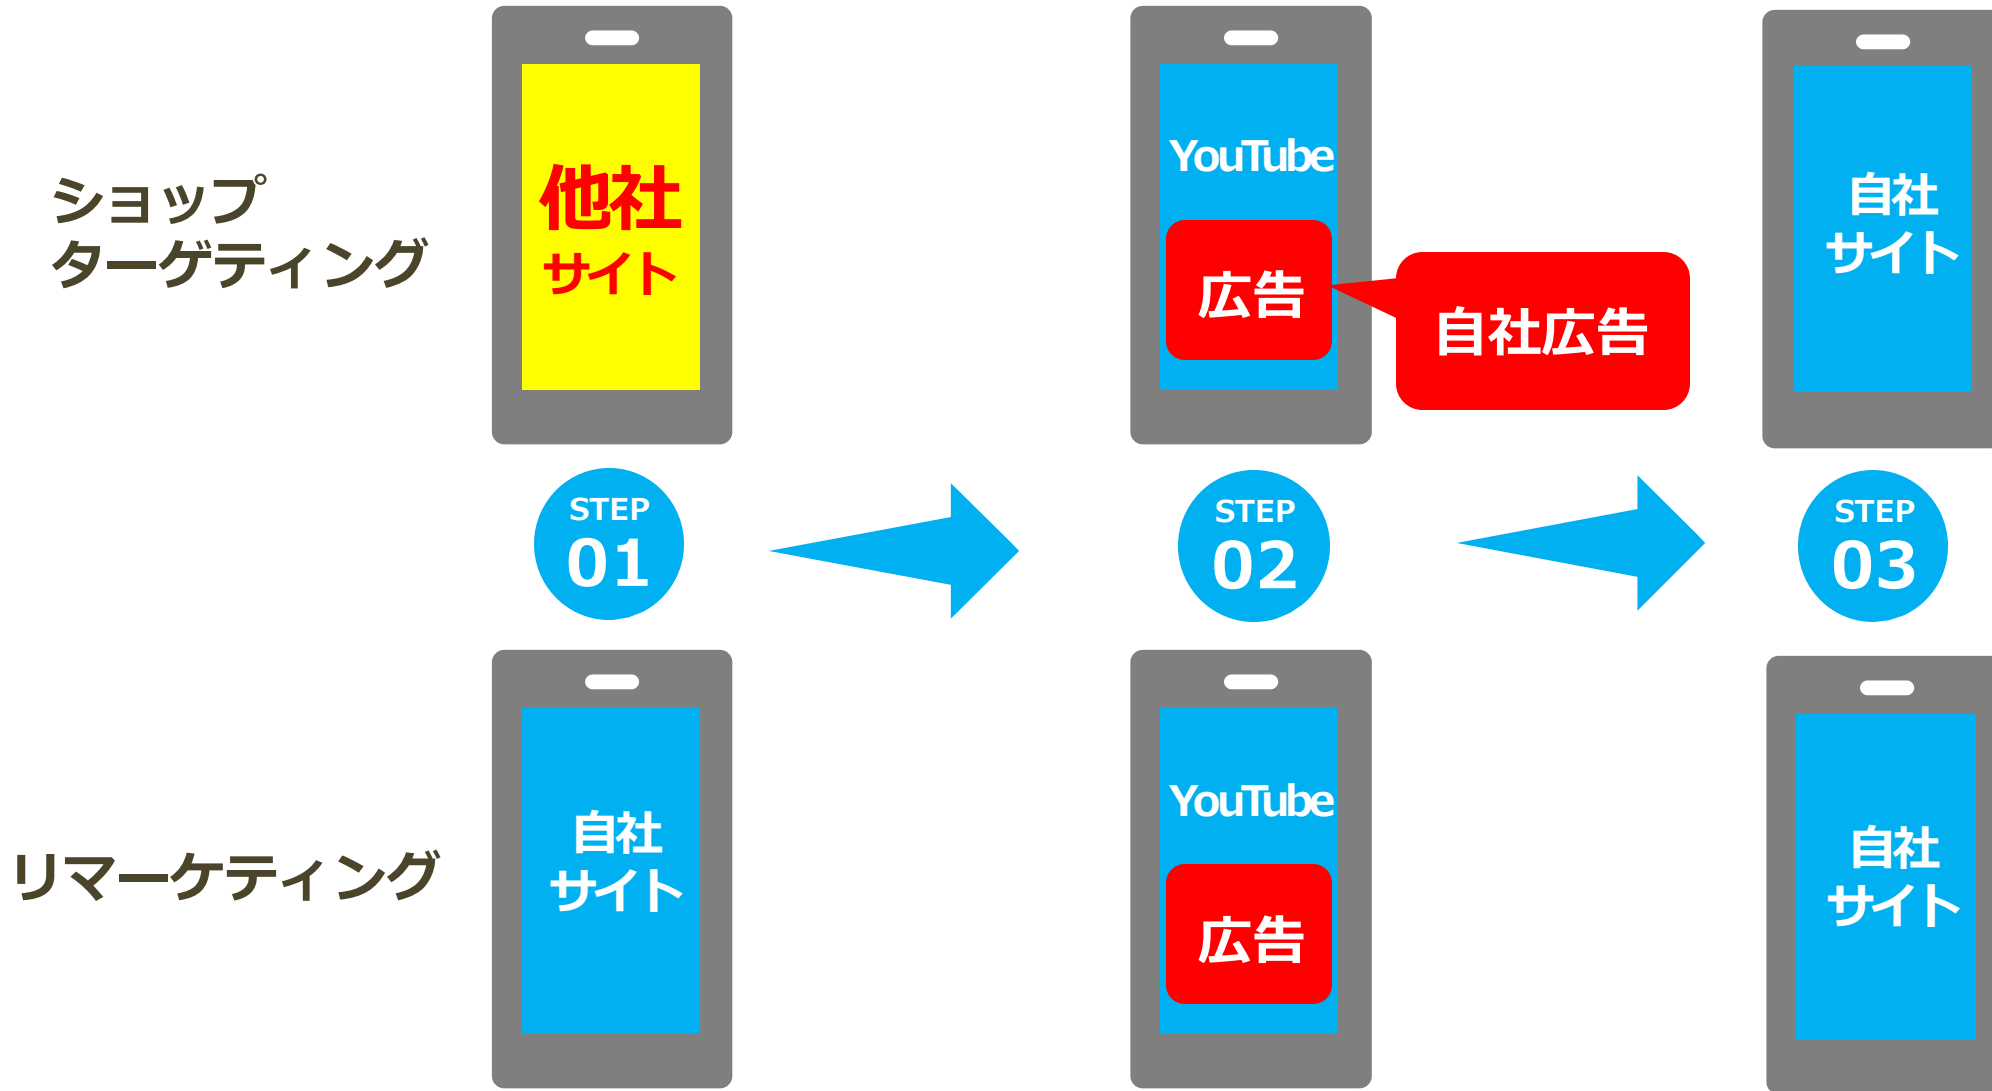 ショップ
ターゲティング
他社
サイト
YouTube
広告
自社広告
自社
サイト
STEP
01
STEP
02
STEP
03
リマーケティング
自社
サイト
YouTube
広告
自社
サイト